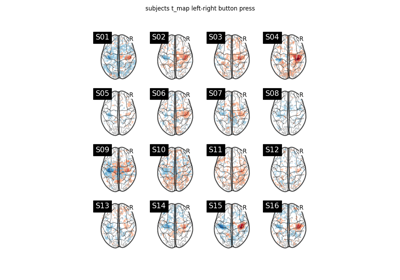 subjects t_map left-right button press
S01 R S02 R S03 R S04 R
S05 R S06 R S07 R S08 R
S09 R S10 R S11 R S12 R
S13 R S14 R S15 R S16 R